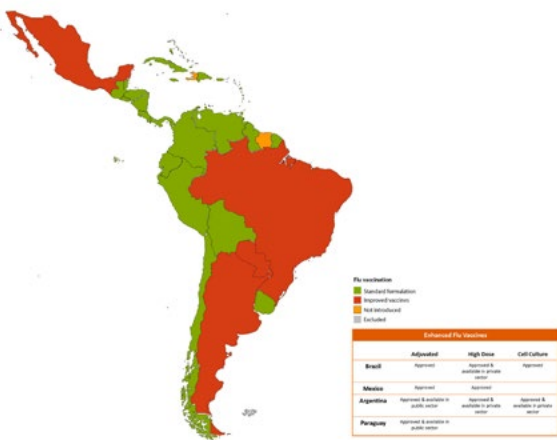 Flu vaccination
Standard formulation
Improved vaccines
Not introduced
Excluded
Enhanced Flu Vaccines
Adjuvated High Dose Cell Culture
Brazil Approved Approved & available in private sector Approved
Mexico Approved Approved
Argentina Approved & available in public sector Approved & available in private sector Approved & available in private sector
Paraguay Approved & available in public sector